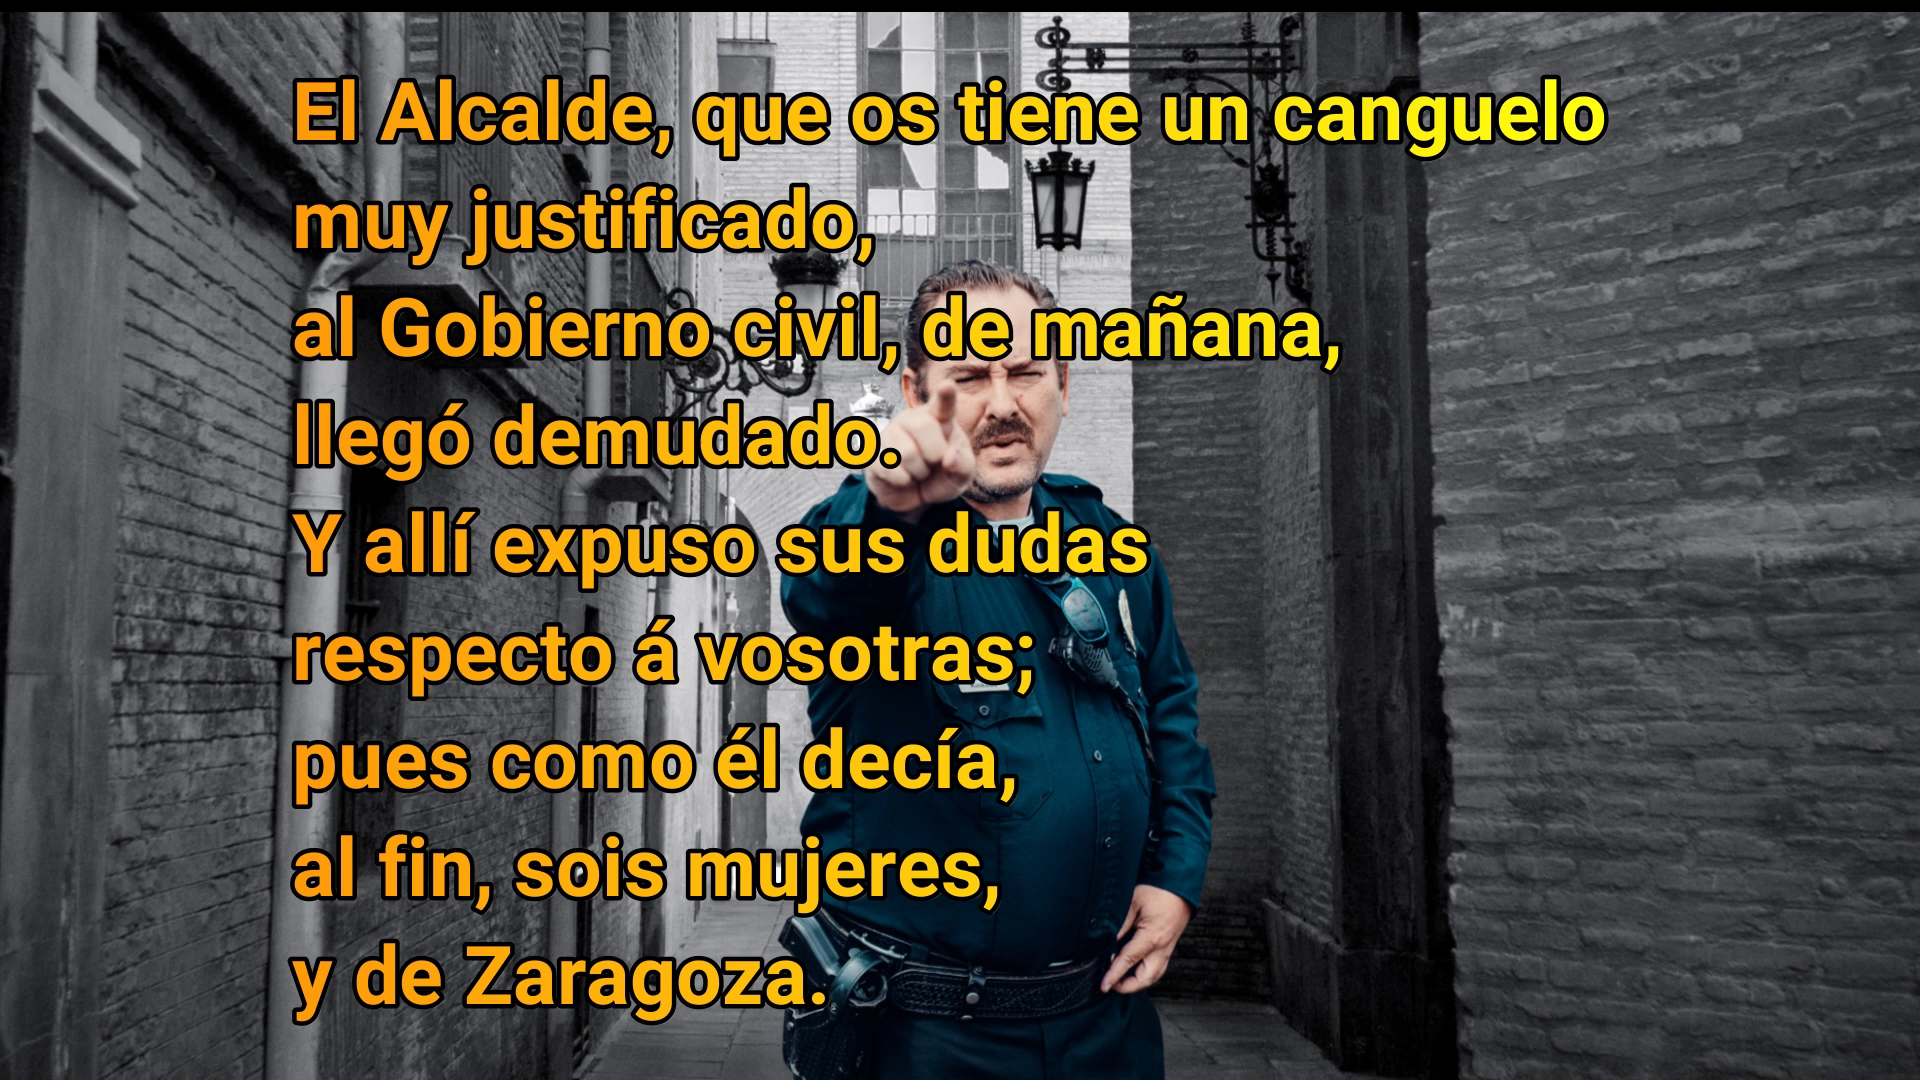 El Alcalde, que os tiene un canguelo
muy justificado,
al Gobierno civil, de mañana,
llegó demudado.
Y allí expuso sus dudas
respecto á vosotras;
pues como él decía,
al fin, sois mujeres,
y de Zaragoza.